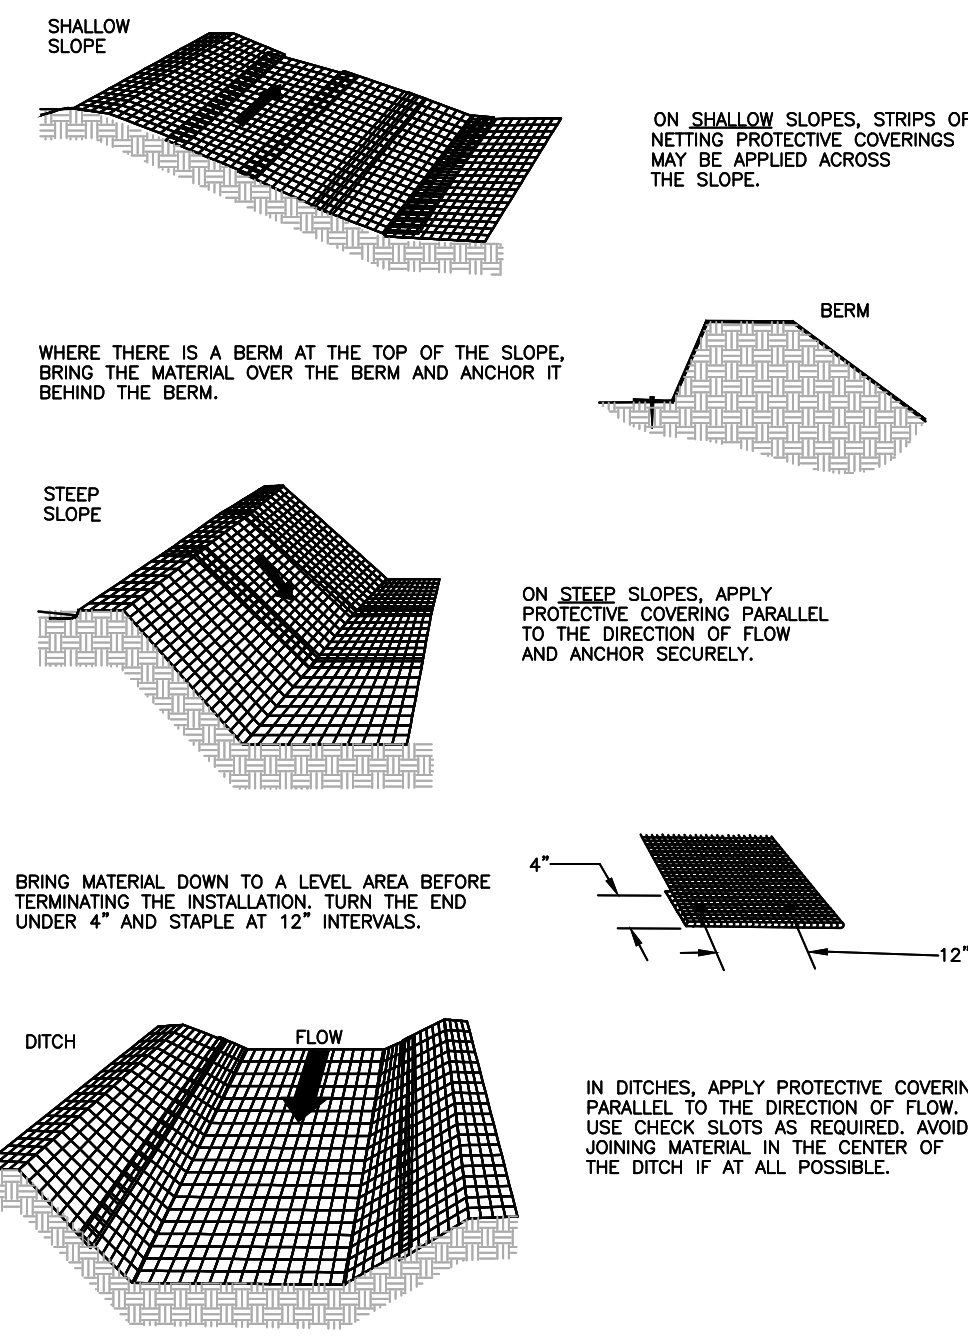 SHALLOW
SLOPE
ON SHALLOW SLOPES, STRIPS OF
NETTING PROTECTIVE COVERINGS
MAY BE APPLIED ACROSS
THE SLOPE.
BERM
WHERE THERE IS A BERM AT THE TOP OF THE SLOPE,
BRING THE MATERIAL OVER THE BERM AND ANCHOR IT
BEHIND THE BERM.
STEEP
SLOPE
ON STEEP SLOPES, APPLY
PROTECTIVE COVERING PARALLEL
TO THE DIRECTION OF FLOW
AND ANCHOR SECURELY.
4"
BRING MATERIAL DOWN TO A LEVEL AREA BEFORE
TERMINATING THE INSTALLATION. TURN THE END
UNDER 4" AND STAPLE AT 12" INTERVALS.
12"
DITCH
FLOW
IN DITCHES, APPLY PROTECTIVE COVERIN
PARALLEL TO THE DIRECTION OF FLOW.
USE CHECK SLOTS AS REQUIRED. AVOID
JOINING MATERIAL IN THE CENTER OF
THE DITCH IF AT ALL POSSIBLE.